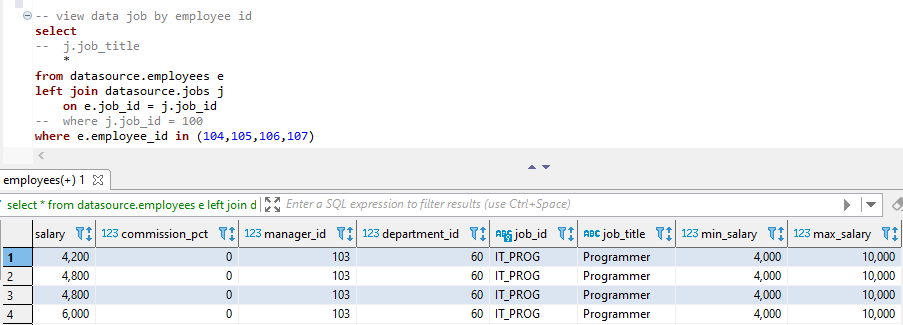 -- view data job by employee id
select
-- j.job_title
*
from datasource.employees e
left join datasource.jobs j
on e.job_id = j.job_id
-- where j.job_id = 100
where e.employee_id in (104,105,106,107)
employees(+) 1
select * from datasource.employees e left join d Enter a SQL expression to filter results (use Ctrl+Space)
salary 123 commission_pct 123 manager_id 123 department_id ABC job_id ABC job_title 123 min_salary 123 max_salary
1 4,200 0 103 60 IT_PROG Programmer 4,000 10,000
2 4,800 0 103 60 IT_PROG Programmer 4,000 10,000
3 4,800 0 103 60 IT_PROG Programmer 4,000 10,000
4 6,000 0 103 60 IT_PROG Programmer 4,000 10,000